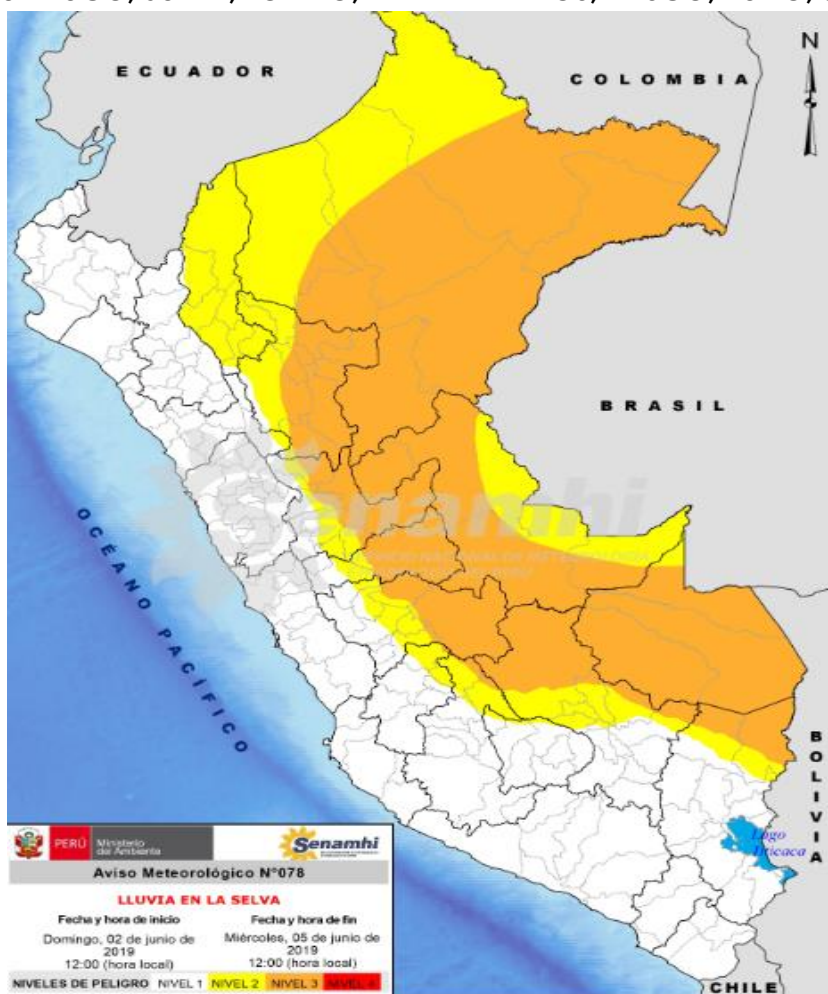 N
ECUADOR
COLOMBIA
BRASIL
OCÉANO PACÍFICO
Senamhi
BOLIVIA
Lago
Titicaca
PERÚ Ministerio
del Ambiente
Senamhi
Aviso Meteorológico N°078
LLUVIA EN LA SELVA
Fecha y hora de inicio Fecha y hora de fin
Domingo, 02 de junio de
2019
12:00 (hora local)
Miércoles, 05 de junio de
2019
12:00 (hora local)
NIVELES DE PELIGRO NIVEL 1 NIVEL 2 NIVEL 3 NIVEL 4
CHILE